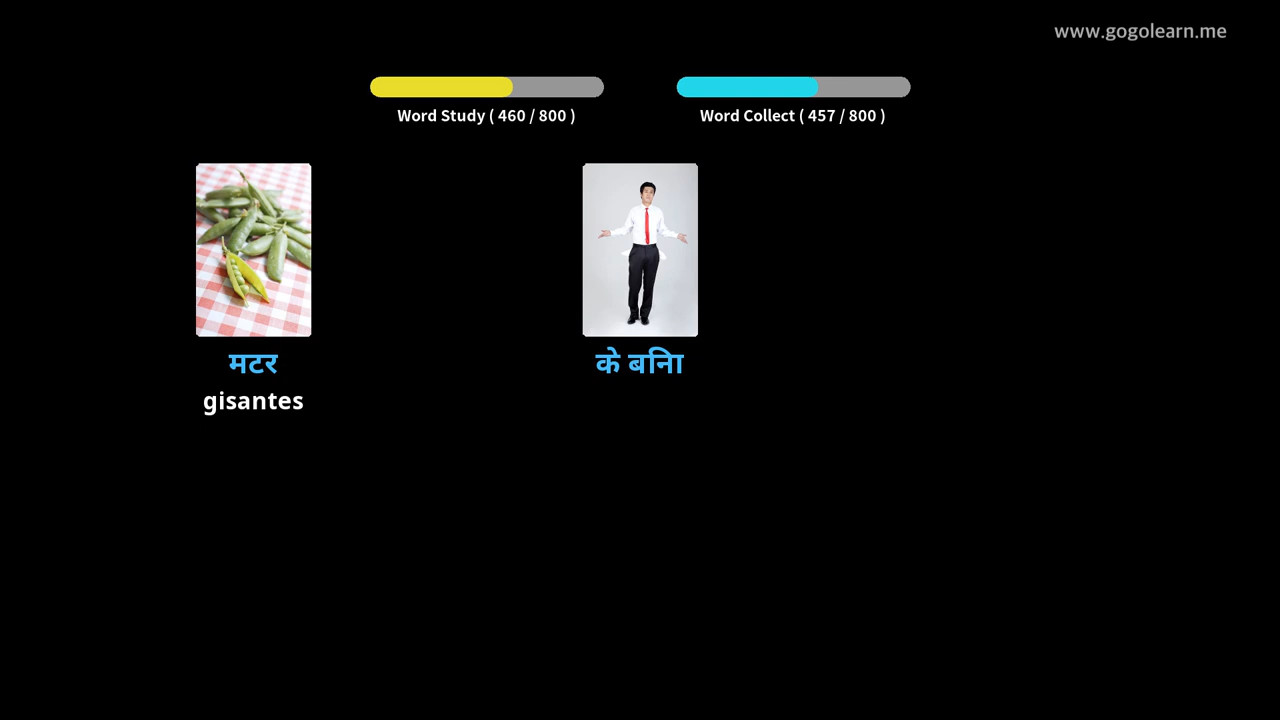 www.gogolearn.me
Word Study ( 460 / 800 )
Word Collect ( 457 / 800 )
मटर
gisantes
के बिना